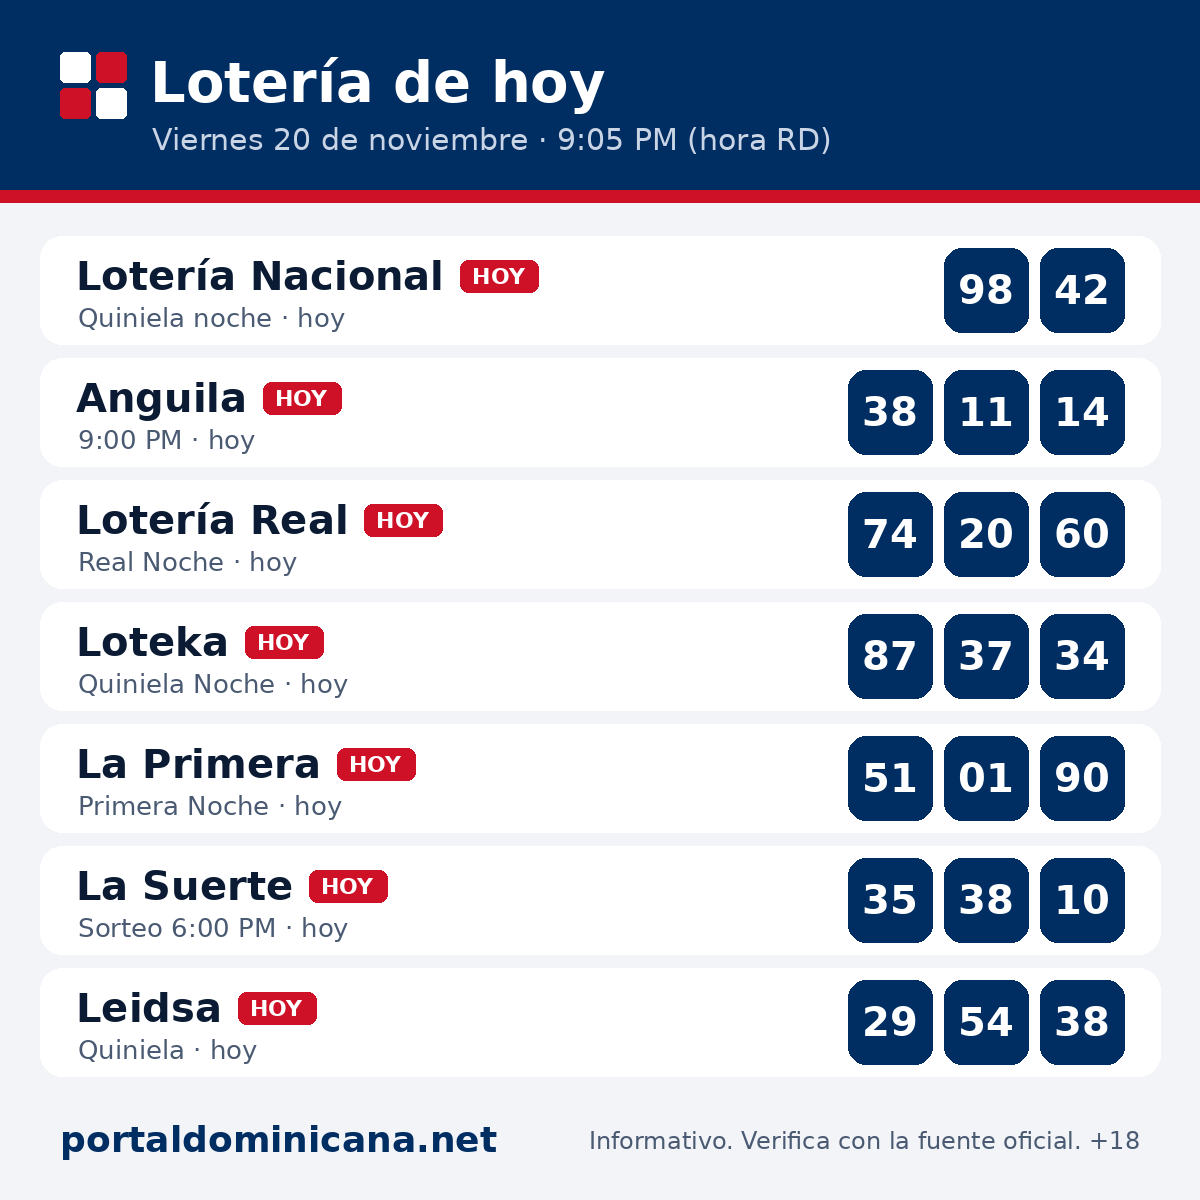 Lotería de hoy
Viernes 20 de noviembre · 9:05 PM (hora RD)
Lotería Nacional HOY
Quiniela noche · hoy
98 42
Anguila HOY
9:00 PM · hoy
38 11 14
Lotería Real HOY
Real Noche · hoy
74 20 60
Loteka HOY
Quiniela Noche · hoy
87 37 34
La Primera HOY
Primera Noche · hoy
51 01 90
La Suerte HOY
Sorteo 6:00 PM · hoy
35 38 10
Leidsa HOY
Quiniela · hoy
29 54 38
portaldominicana.net
Informativo. Verifica con la fuente oficial. +18